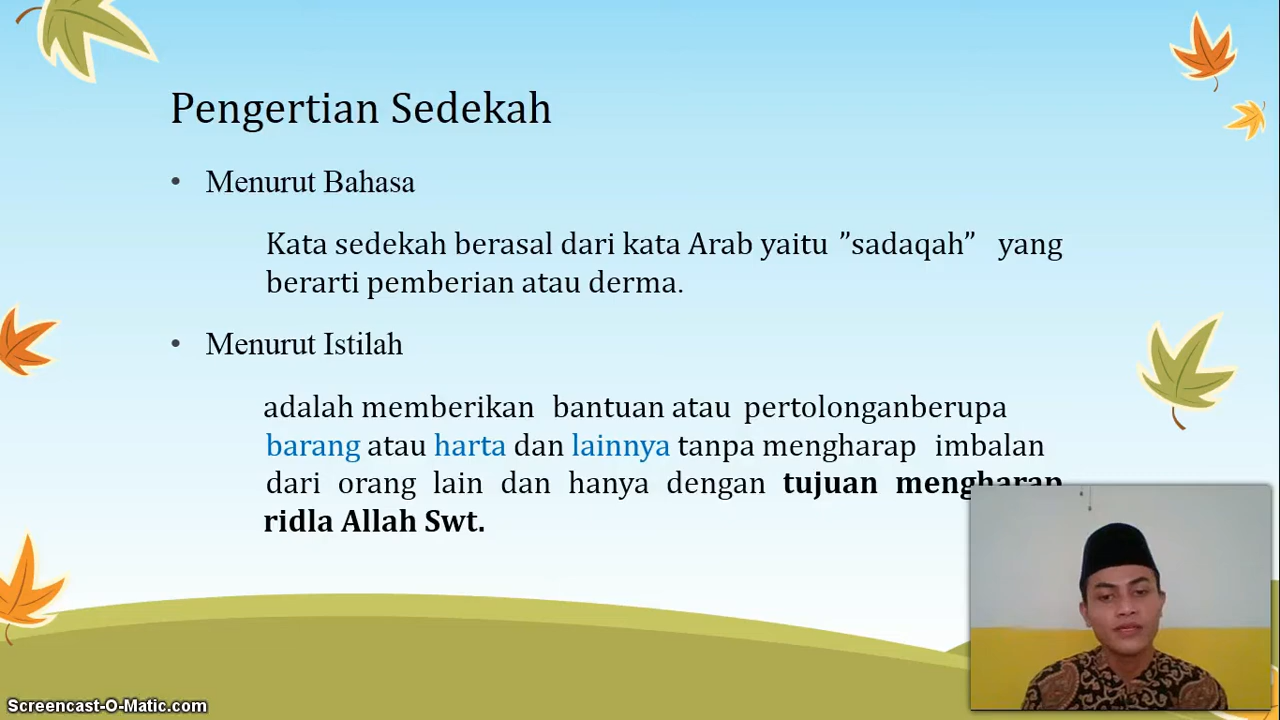 Pengertian Sedekah
• Menurut Bahasa
Kata sedekah berasal dari kata Arab yaitu ”sadaqah” yang
berarti pemberian atau derma.
• Menurut Istilah
adalah memberikan bantuan atau pertolonganberupa
barang atau harta dan lainnya tanpa mengharap imbalan
dari orang lain dan hanya dengan tujuan mengharap
ridla Allah Swt.
Screencast-O-Matic.com